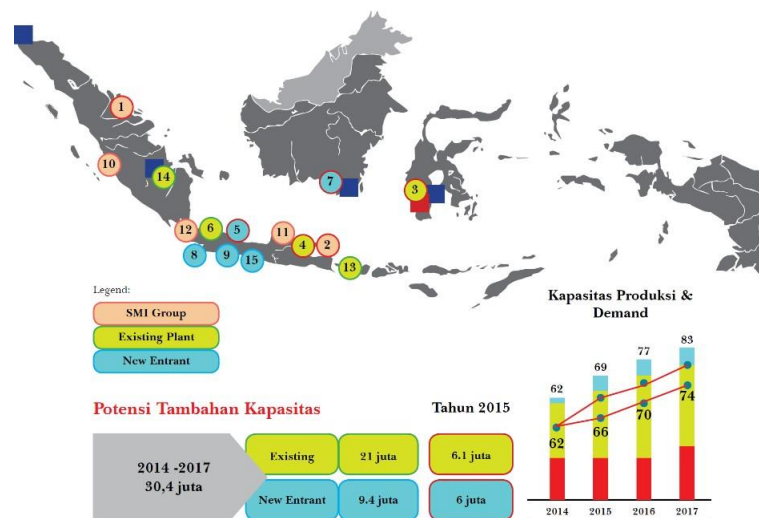 1
10
14
7
3
12
6
5
11
4
2
8
9
15
13
Legend:
SMI Group
Existing Plant
New Entrant
Kapasitas Produksi &
Demand
62
69
77
83
62
66
70
74
2014
2015
2016
2017
Potensi Tambahan Kapasitas
Tahun 2015
2014 -2017
30,4 juta
Existing
21 juta
6.1 juta
New Entrant
9.4 juta
6 juta